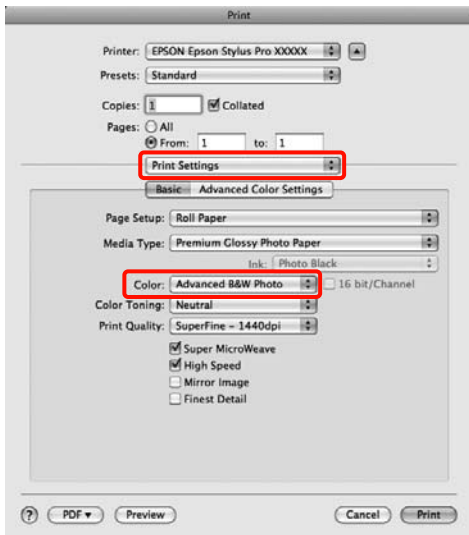 Print
Printer: EPSON Epson Stylus Pro XXXXX
Presets: Standard
Copies: 1 Collated
Pages: All
From: 1 to: 1
Print Settings
Basic Advanced Color Settings
Page Setup: Roll Paper
Media Type: Premium Glossy Photo Paper
Ink: Photo Black
Color: Advanced B&W Photo 16 bit/Channel
Color Toning: Neutral
Print Quality: SuperFine - 1440dpi
Super MicroWeave
High Speed
Mirror Image
Finest Detail
? PDF Preview Cancel Print